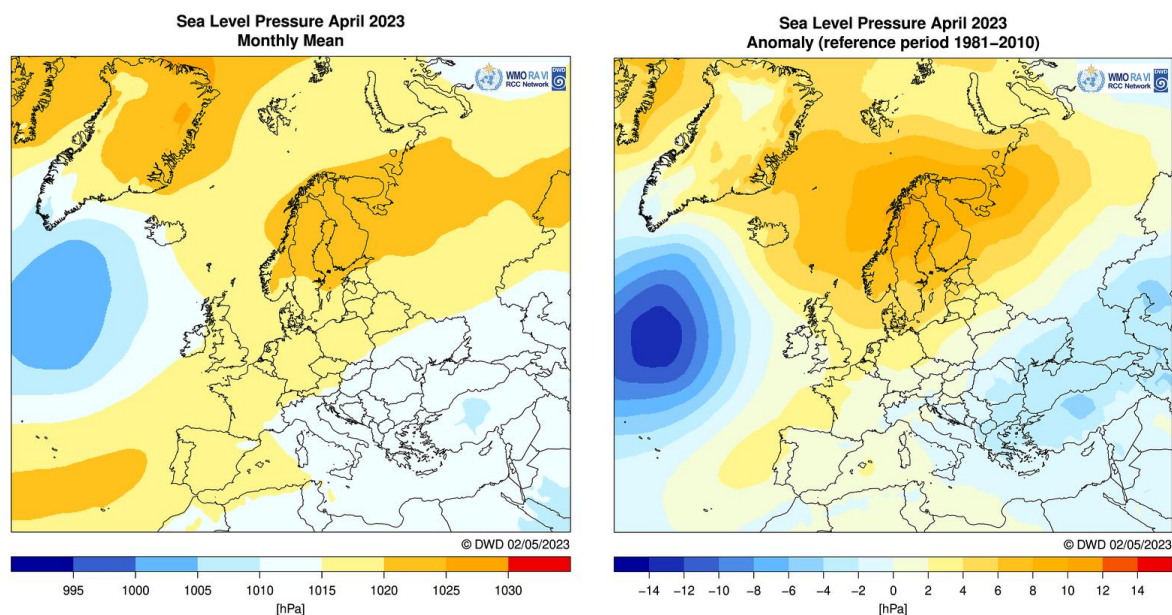 Sea Level Pressure April 2023
Monthly Mean
WMO RA VI
RCC Network
DWD
© DWD 02/05/2023
995 1000 1005 1010 1015 1020 1025 1030
[hPa]
Sea Level Pressure April 2023
Anomaly (reference period 1981−2010)
WMO RA VI
RCC Network
DWD
© DWD 02/05/2023
−14 −12 −10 −8 −6 −4 −2 0 2 4 6 8 10 12 14
[hPa]